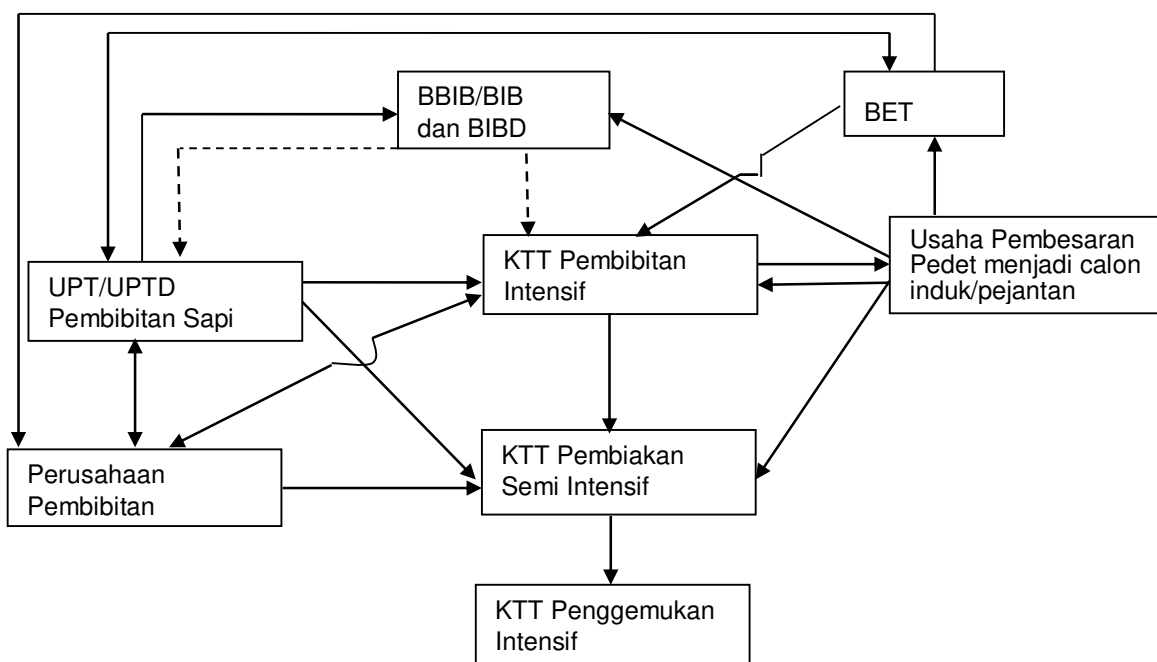 BBIB/BIB
dan BIBD
BET
Usaha Pembesaran
Pedet menjadi calon
induk/pejantan
KTT Pembibitan
Intensif
UPT/UPTD
Pembibitan Sapi
KTT Pembiakan
Semi Intensif
Perusahaan
Pembibitan
KTT Penggemukan
Intensif